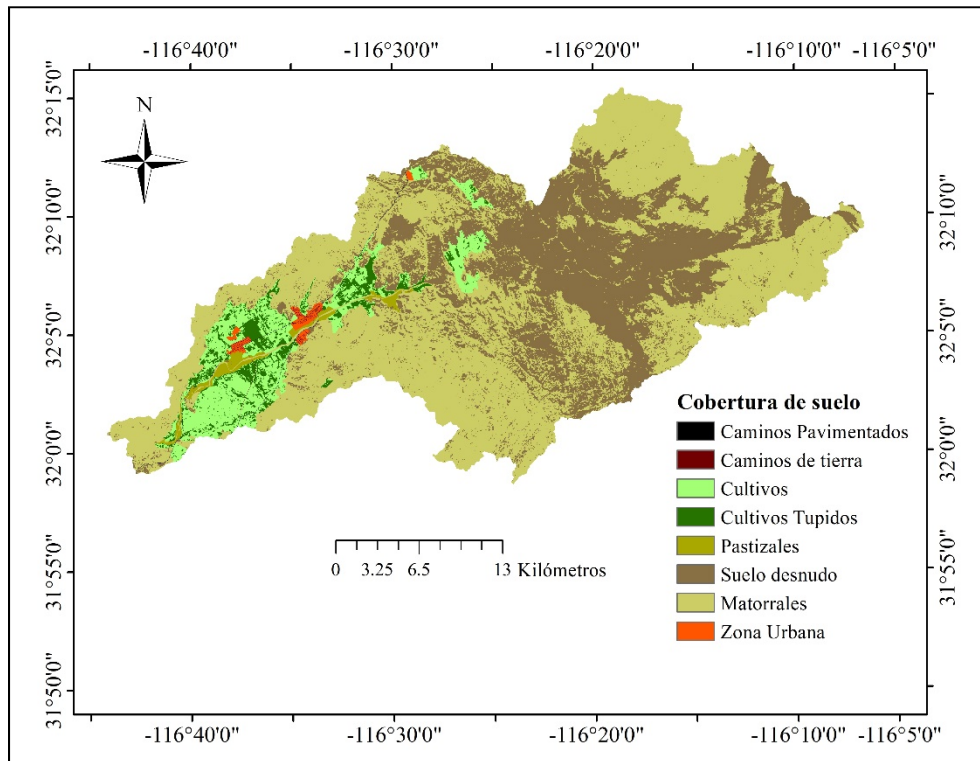 -116°40'0" -116°30'0" -116°20'0" -116°10'0" -116°5'0"
N
32°15'0"
32°10'0"
32°5'0"
32°0'0"
31°55'0"
31°50'0"
32°10'0"
32°5'0"
32°0'0"
31°55'0"
Cobertura de suelo
Caminos Pavimentados
Caminos de tierra
Cultivos
Cultivos Tupidos
Pastizales
Suelo desnudo
Matorrales
Zona Urbana
0 3.25 6.5 13 Kilómetros
-116°40'0" -116°30'0" -116°20'0" -116°10'0" -116°5'0"